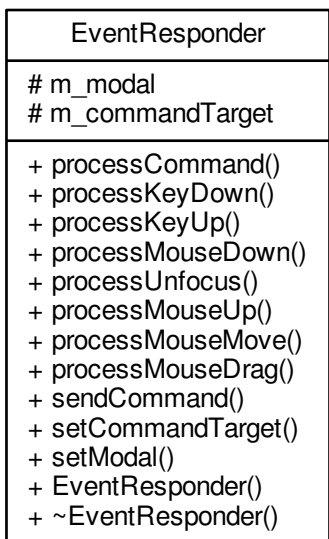 EventResponder
# m_modal
# m_commandTarget
+ processCommand()
+ processKeyDown()
+ processKeyUp()
+ processMouseDown()
+ processUnfocus()
+ processMouseUp()
+ processMouseMove()
+ processMouseDrag()
+ sendCommand()
+ setCommandTarget()
+ setModal()
+ EventResponder()
+ ~EventResponder()